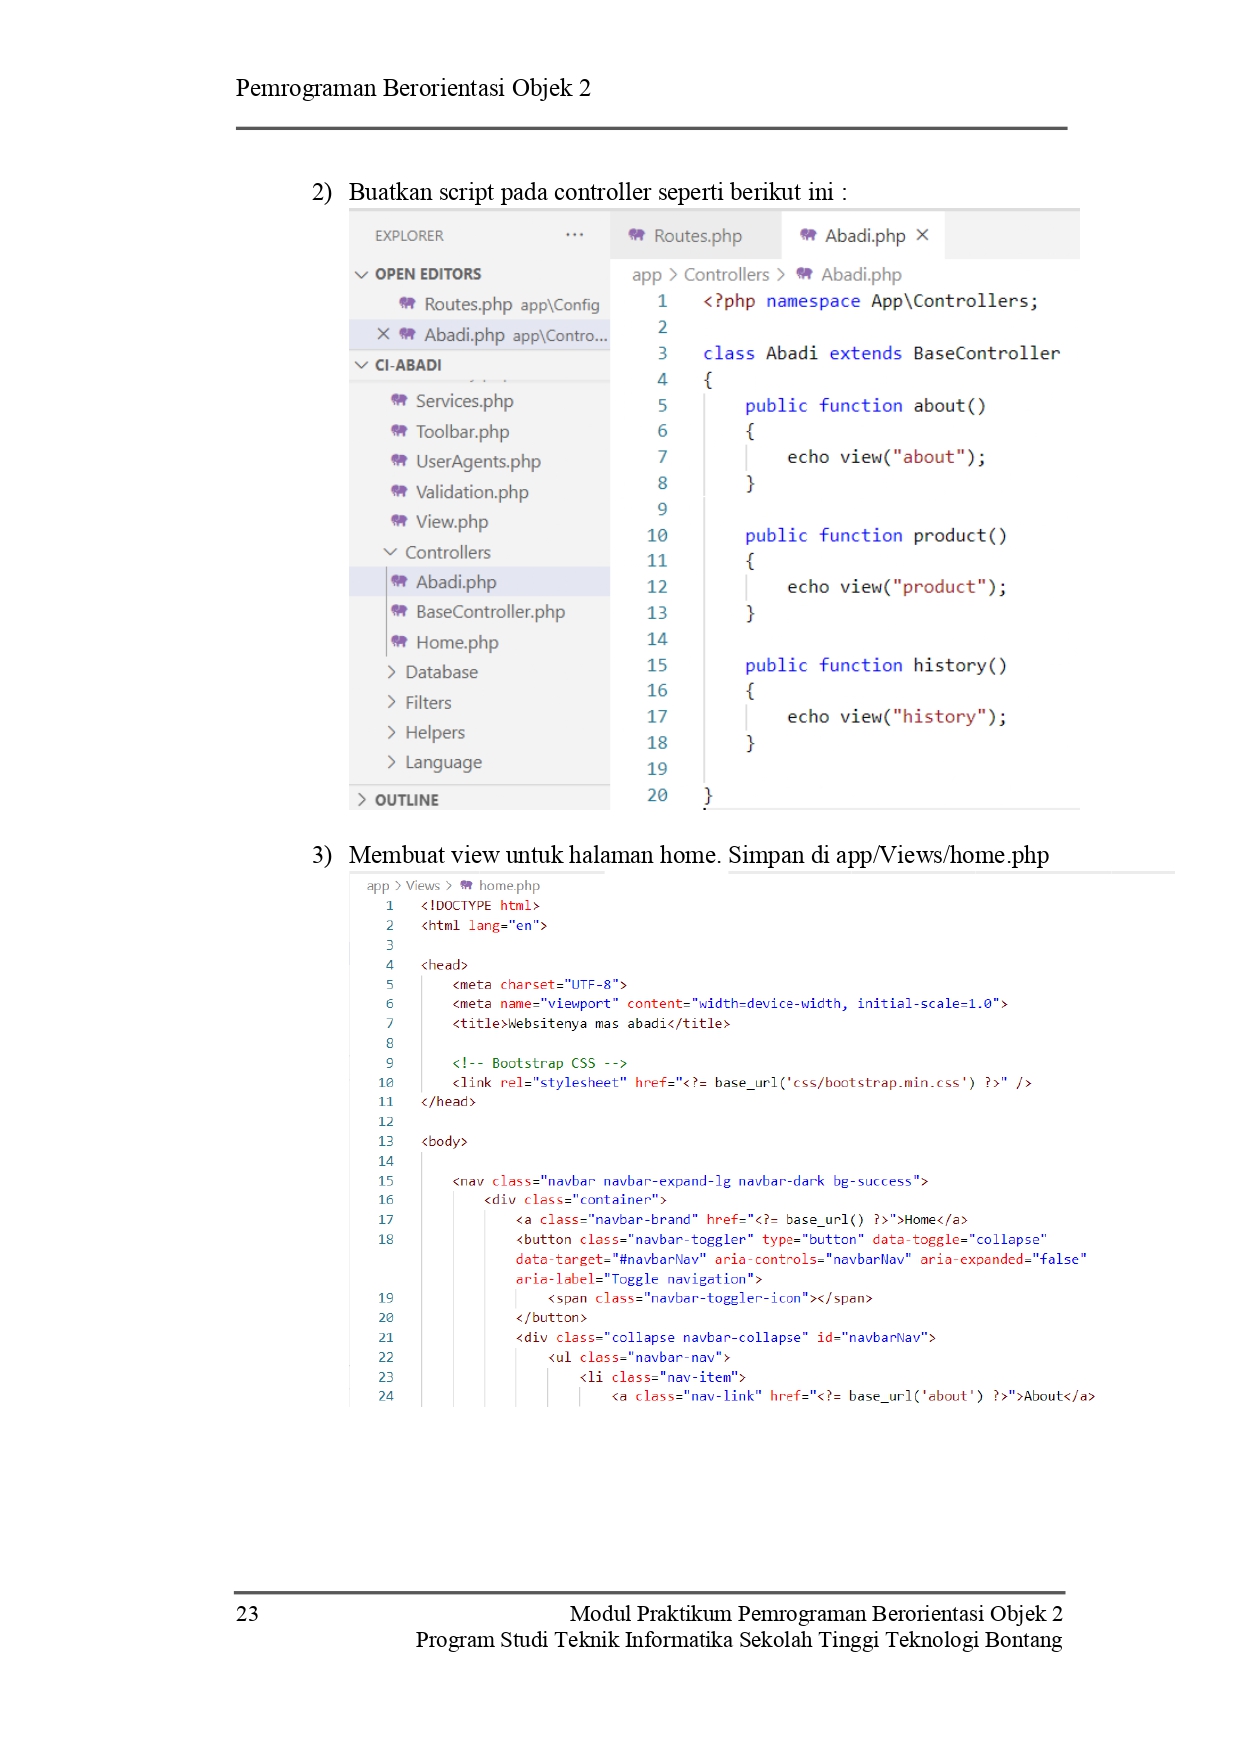 Pemrograman Berorientasi Objek 2
2) Buatkan script pada controller seperti berikut ini :
EXPLORER ···
OPEN EDITORS
Routes.php app\Config
Abadi.php app\Contro...
CI-ABADI
Services.php
Toolbar.php
UserAgents.php
Validation.php
View.php
Controllers
Abadi.php
BaseController.php
Home.php
Database
Filters
Helpers
Language
OUTLINE
Routes.php Abadi.php
app > Controllers > Abadi.php
1 <?php namespace App\Controllers;
2
3 class Abadi extends BaseController
4 {
5 public function about()
6 {
7 echo view("about");
8 }
9
10 public function product()
11 {
12 echo view("product");
13 }
14
15 public function history()
16 {
17 echo view("history");
18 }
19
20 }
3) Membuat view untuk halaman home. Simpan di app/Views/home.php
app > Views > home.php
1 <!DOCTYPE html>
2 <html lang="en">
3
4 <head>
5 <meta charset="UTF-8">
6 <meta name="viewport" content="width=device-width, initial-scale=1.0">
7 <title>Websitenya mas abadi</title>
8
9 <!-- Bootstrap CSS -->
10 <link rel="stylesheet" href="<?= base_url('css/bootstrap.min.css') ?>" />
11 </head>
12
13 <body>
14
15 <nav class="navbar navbar-expand-lg navbar-dark bg-success">
16 <div class="container">
17 <a class="navbar-brand" href="<?= base_url() ?>">Home</a>
18 <button class="navbar-toggler" type="button" data-toggle="collapse"
data-target="#navbarNav" aria-controls="navbarNav" aria-expanded="false"
aria-label="Toggle navigation">
19 <span class="navbar-toggler-icon"></span>
20 </button>
21 <div class="collapse navbar-collapse" id="navbarNav">
22 <ul class="navbar-nav">
23 <li class="nav-item">
24 <a class="nav-link" href="<?= base_url('about') ?>">About</a>
23 Modul Praktikum Pemrograman Berorientasi Objek 2
Program Studi Teknik Informatika Sekolah Tinggi Teknologi Bontang